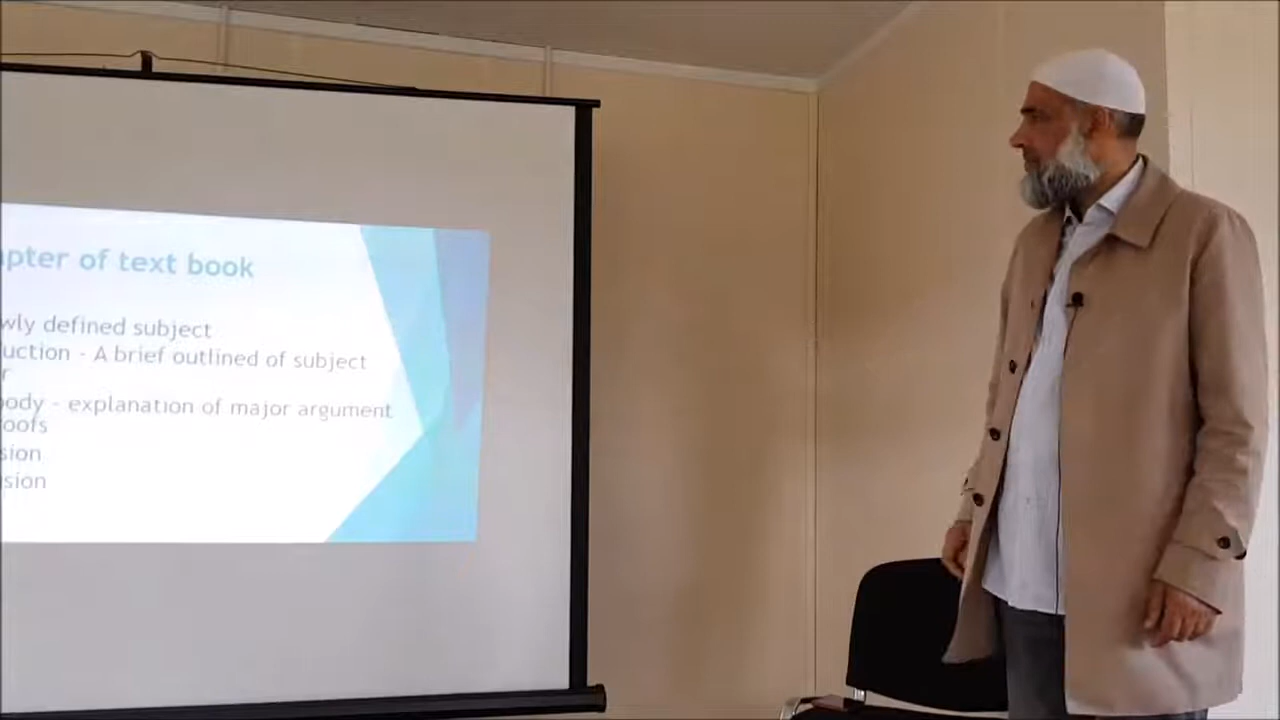 pter of text book
wly defined subject
uction - A brief outlined of subject
r
ody - explanation of major argument
oofs
sion
sion